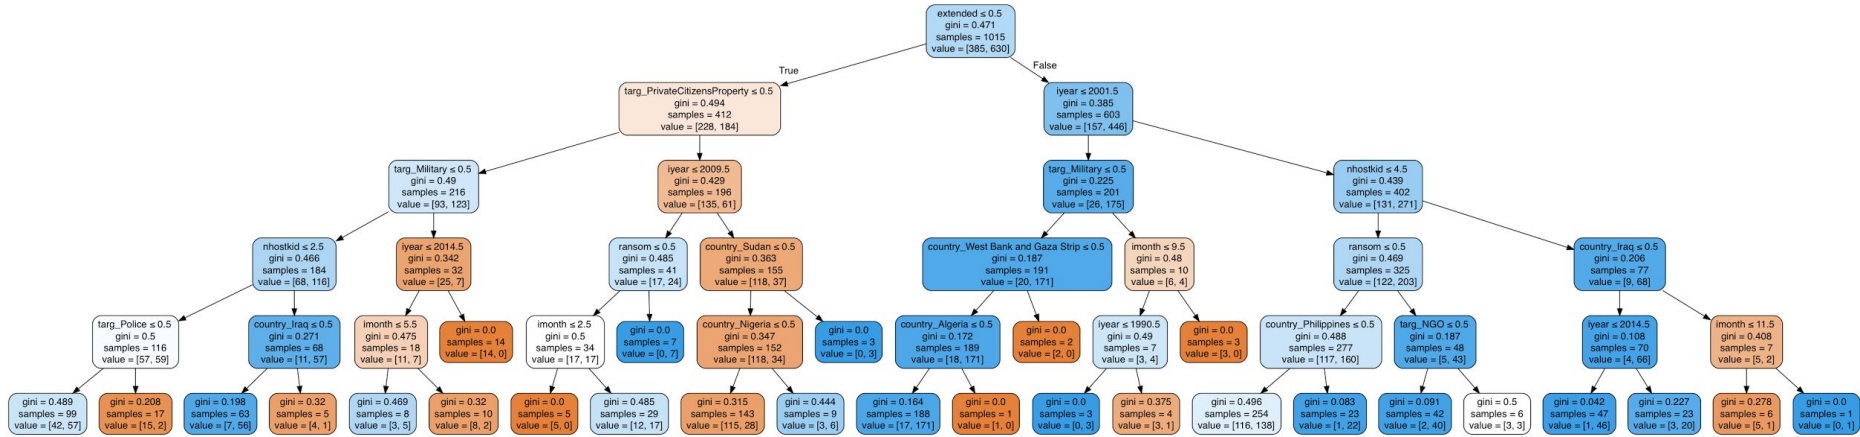 extended ≤ 0.5
gini = 0.471
samples = 1015
value = [385, 630]
True
False
targ_PrivateCitizensProperty ≤ 0.5
gini = 0.494
samples = 412
value = [228, 184]
iyear ≤ 2001.5
gini = 0.385
samples = 603
value = [157, 446]
targ_Military ≤ 0.5
gini = 0.49
samples = 216
value = [93, 123]
iyear ≤ 2009.5
gini = 0.429
samples = 196
value = [135, 61]
targ_Military ≤ 0.5
gini = 0.225
samples = 201
value = [26, 175]
nhostkid ≤ 4.5
gini = 0.439
samples = 402
value = [131, 271]
nhostkid ≤ 2.5
gini = 0.466
samples = 184
value = [68, 116]
iyear ≤ 2014.5
gini = 0.342
samples = 32
value = [25, 7]
ransom ≤ 0.5
gini = 0.485
samples = 41
value = [17, 24]
country_Sudan ≤ 0.5
gini = 0.363
samples = 155
value = [118, 37]
country_West Bank and Gaza Strip ≤ 0.5
gini = 0.187
samples = 191
value = [20, 171]
imonth ≤ 9.5
gini = 0.48
samples = 10
value = [6, 4]
ransom ≤ 0.5
gini = 0.469
samples = 325
value = [122, 203]
country_Iraq ≤ 0.5
gini = 0.206
samples = 77
value = [9, 68]
targ_Police ≤ 0.5
gini = 0.5
samples = 116
value = [57, 59]
country_Iraq ≤ 0.5
gini = 0.271
samples = 68
value = [11, 57]
imonth ≤ 5.5
gini = 0.475
samples = 18
value = [11, 7]
gini = 0.0
samples = 14
value = [14, 0]
imonth ≤ 2.5
gini = 0.5
samples = 34
value = [17, 17]
gini = 0.0
samples = 7
value = [0, 7]
country_Nigeria ≤ 0.5
gini = 0.347
samples = 152
value = [118, 34]
gini = 0.0
samples = 3
value = [0, 3]
country_Algeria ≤ 0.5
gini = 0.172
samples = 189
value = [18, 171]
gini = 0.0
samples = 2
value = [2, 0]
iyear ≤ 1990.5
gini = 0.49
samples = 7
value = [3, 4]
gini = 0.0
samples = 3
value = [3, 0]
country_Philippines ≤ 0.5
gini = 0.488
samples = 277
value = [117, 160]
targ_NGO ≤ 0.5
gini = 0.187
samples = 48
value = [5, 43]
iyear ≤ 2014.5
gini = 0.108
samples = 70
value = [4, 66]
imonth ≤ 11.5
gini = 0.408
samples = 7
value = [5, 2]
gini = 0.489
samples = 99
value = [42, 57]
gini = 0.208
samples = 17
value = [15, 2]
gini = 0.198
samples = 63
value = [7, 56]
gini = 0.32
samples = 5
value = [4, 1]
gini = 0.469
samples = 8
value = [3, 5]
gini = 0.32
samples = 10
value = [8, 2]
gini = 0.0
samples = 5
value = [5, 0]
gini = 0.485
samples = 29
value = [12, 17]
gini = 0.315
samples = 143
value = [115, 28]
gini = 0.444
samples = 9
value = [3, 6]
gini = 0.164
samples = 188
value = [17, 171]
gini = 0.0
samples = 1
value = [1, 0]
gini = 0.0
samples = 3
value = [0, 3]
gini = 0.375
samples = 4
value = [3, 1]
gini = 0.496
samples = 254
value = [116, 138]
gini = 0.083
samples = 23
value = [1, 22]
gini = 0.091
samples = 42
value = [2, 40]
gini = 0.5
samples = 6
value = [3, 3]
gini = 0.042
samples = 47
value = [1, 46]
gini = 0.227
samples = 23
value = [3, 20]
gini = 0.278
samples = 6
value = [5, 1]
gini = 0.0
samples = 1
value = [0, 1]